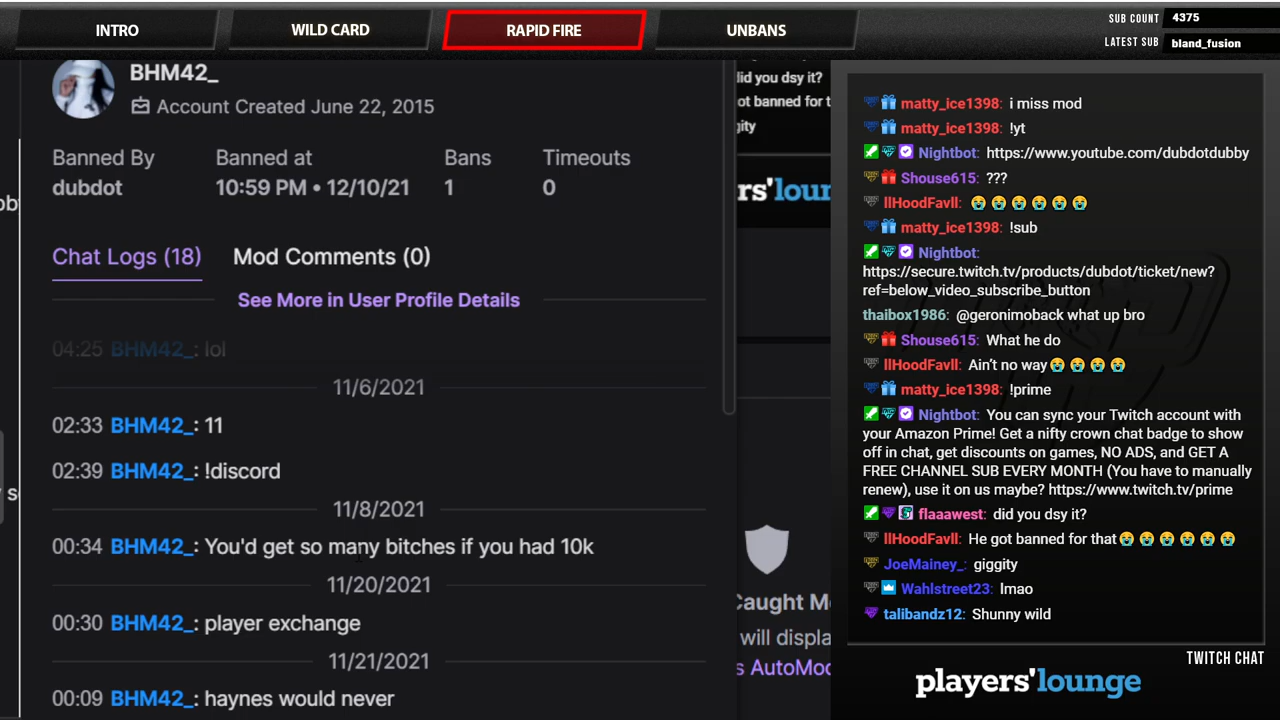 INTRO
WILD CARD
RAPID FIRE
UNBANS
SUB COUNT 4375
LATEST SUB bland_fusion
BHM42_
Account Created June 22, 2015
Banned By
Banned at
Bans
Timeouts
dubdot
10:59 PM • 12/10/21
1
0
Chat Logs (18)
Mod Comments (0)
See More in User Profile Details
04:25 BHM42_: lol
11/6/2021
02:33 BHM42_: 11
02:39 BHM42_: !discord
11/8/2021
00:34 BHM42_: You'd get so many bitches if you had 10k
11/20/2021
00:30 BHM42_: player exchange
11/21/2021
00:09 BHM42_: haynes would never
did you dsy it?
ot banned for t
gity
rs'loun
Caught M
will displa
s AutoMod
matty_ice1398: i miss mod
matty_ice1398: !yt
Nightbot: https://www.youtube.com/dubdotdubby
Shouse615: ???
llHoodFavll: 😭😭😭😭😭😭
matty_ice1398: !sub
Nightbot:
https://secure.twitch.tv/products/dubdot/ticket/new?
ref=below_video_subscribe_button
thaibox1986: @geronimoback what up bro
Shouse615: What he do
llHoodFavll: Ain't no way😭😭😭😭
matty_ice1398: !prime
Nightbot: You can sync your Twitch account with
your Amazon Prime! Get a nifty crown chat badge to show
off in chat, get discounts on games, NO ADS, and GET A
FREE CHANNEL SUB EVERY MONTH (You have to manually
renew), use it on us maybe? https://www.twitch.tv/prime
flaaawest: did you dsy it?
llHoodFavll: He got banned for that😭😭😭😭😭😭
JoeMainey_: giggity
Wahlstreet23: lmao
talibandz12: Shunny wild
TWITCH CHAT
players'lounge